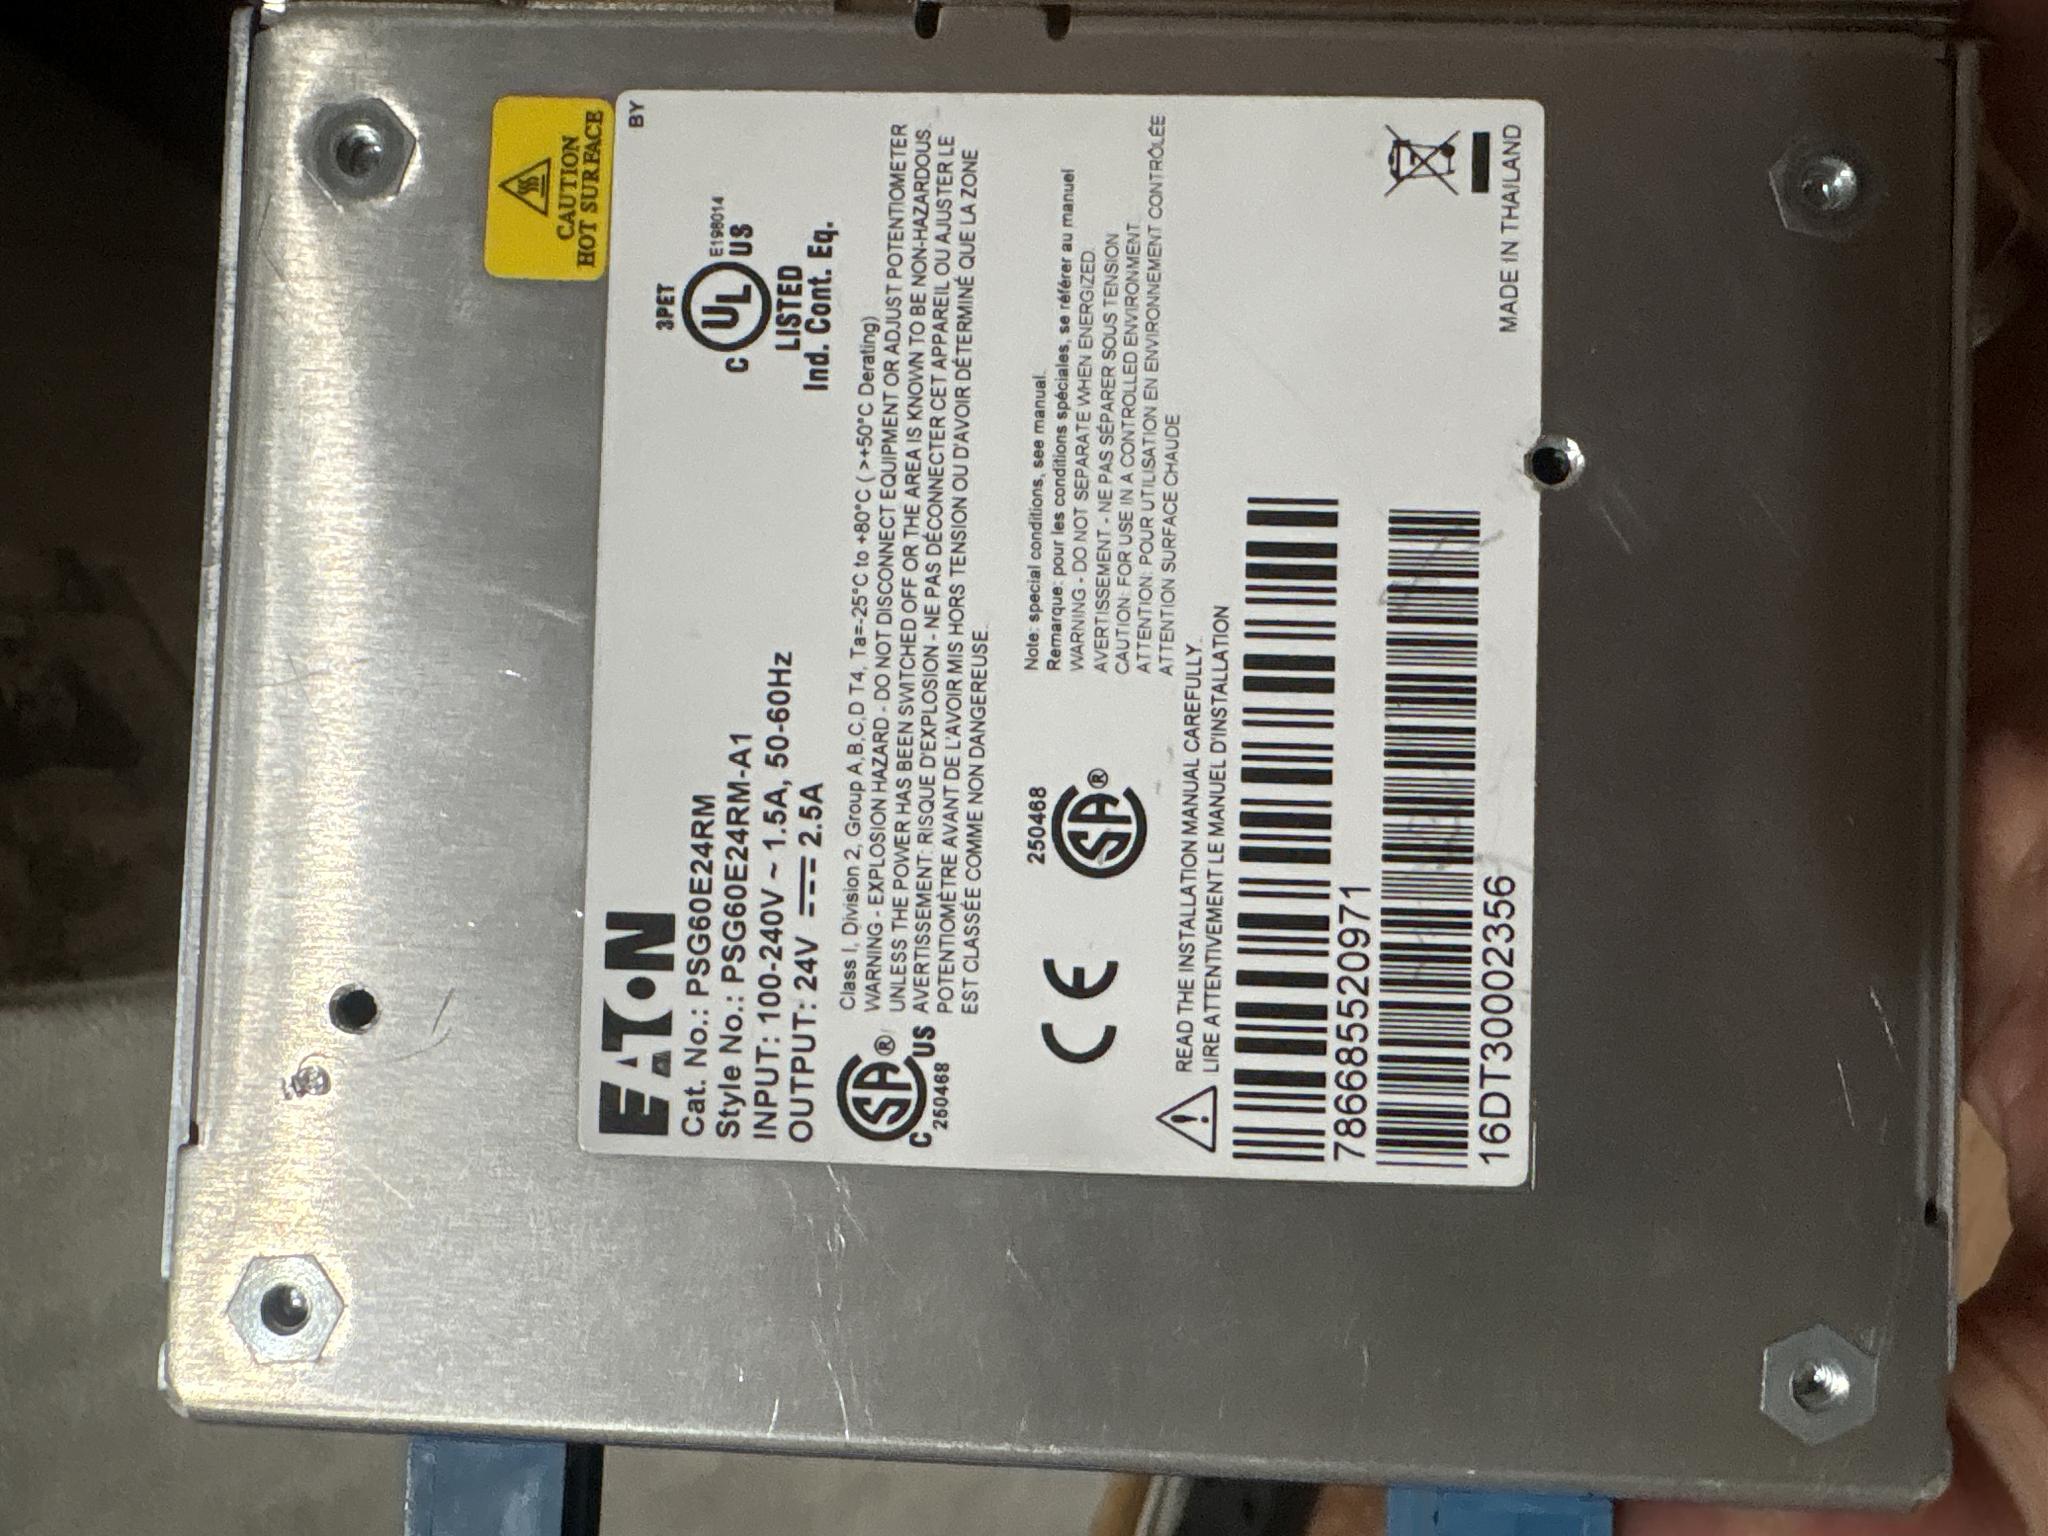 CAUTION
HOT SURFACE
BY
EATON
Cat. No.: PSG60E24RM
Style No.: PSG60E24RM-A1
INPUT: 100-240V ~ 1.5A, 50-60Hz
OUTPUT: 24V ⎓ 2.5A
3PET
C UL US E198014
LISTED
Ind. Cont. Eq.
C SA® US
250468
Class I, Division 2, Group A,B,C,D T4, Ta=-25°C to +80°C ( >+50°C Derating)
WARNING - EXPLOSION HAZARD - DO NOT DISCONNECT EQUIPMENT OR ADJUST POTENTIOMETER
UNLESS THE POWER HAS BEEN SWITCHED OFF OR THE AREA IS KNOWN TO BE NON-HAZARDOUS.
AVERTISSEMENT: RISQUE D'EXPLOSION - NE PAS DÉCONNECTER CET APPAREIL OU AJUSTER LE
POTENTIOMÈTRE AVANT DE L'AVOIR MIS HORS TENSION OU D'AVOIR DÉTERMINÉ QUE LA ZONE
EST CLASSÉE COMME NON DANGEREUSE.
CE
250468
SA®
Note: special conditions, see manual.
Remarque: pour les conditions spéciales, se référer au manuel
WARNING - DO NOT SEPARATE WHEN ENERGIZED.
AVERTISSEMENT - NE PAS SÉPARER SOUS TENSION
CAUTION: FOR USE IN A CONTROLLED ENVIRONMENT.
ATTENTION: POUR UTILISATION EN ENVIRONNEMENT CONTRÔLÉE
ATTENTION SURFACE CHAUDE
READ THE INSTALLATION MANUAL CAREFULLY.
LIRE ATTENTIVEMENT LE MANUEL D'INSTALLATION
786685520971
16DT30002356
MADE IN THAILAND